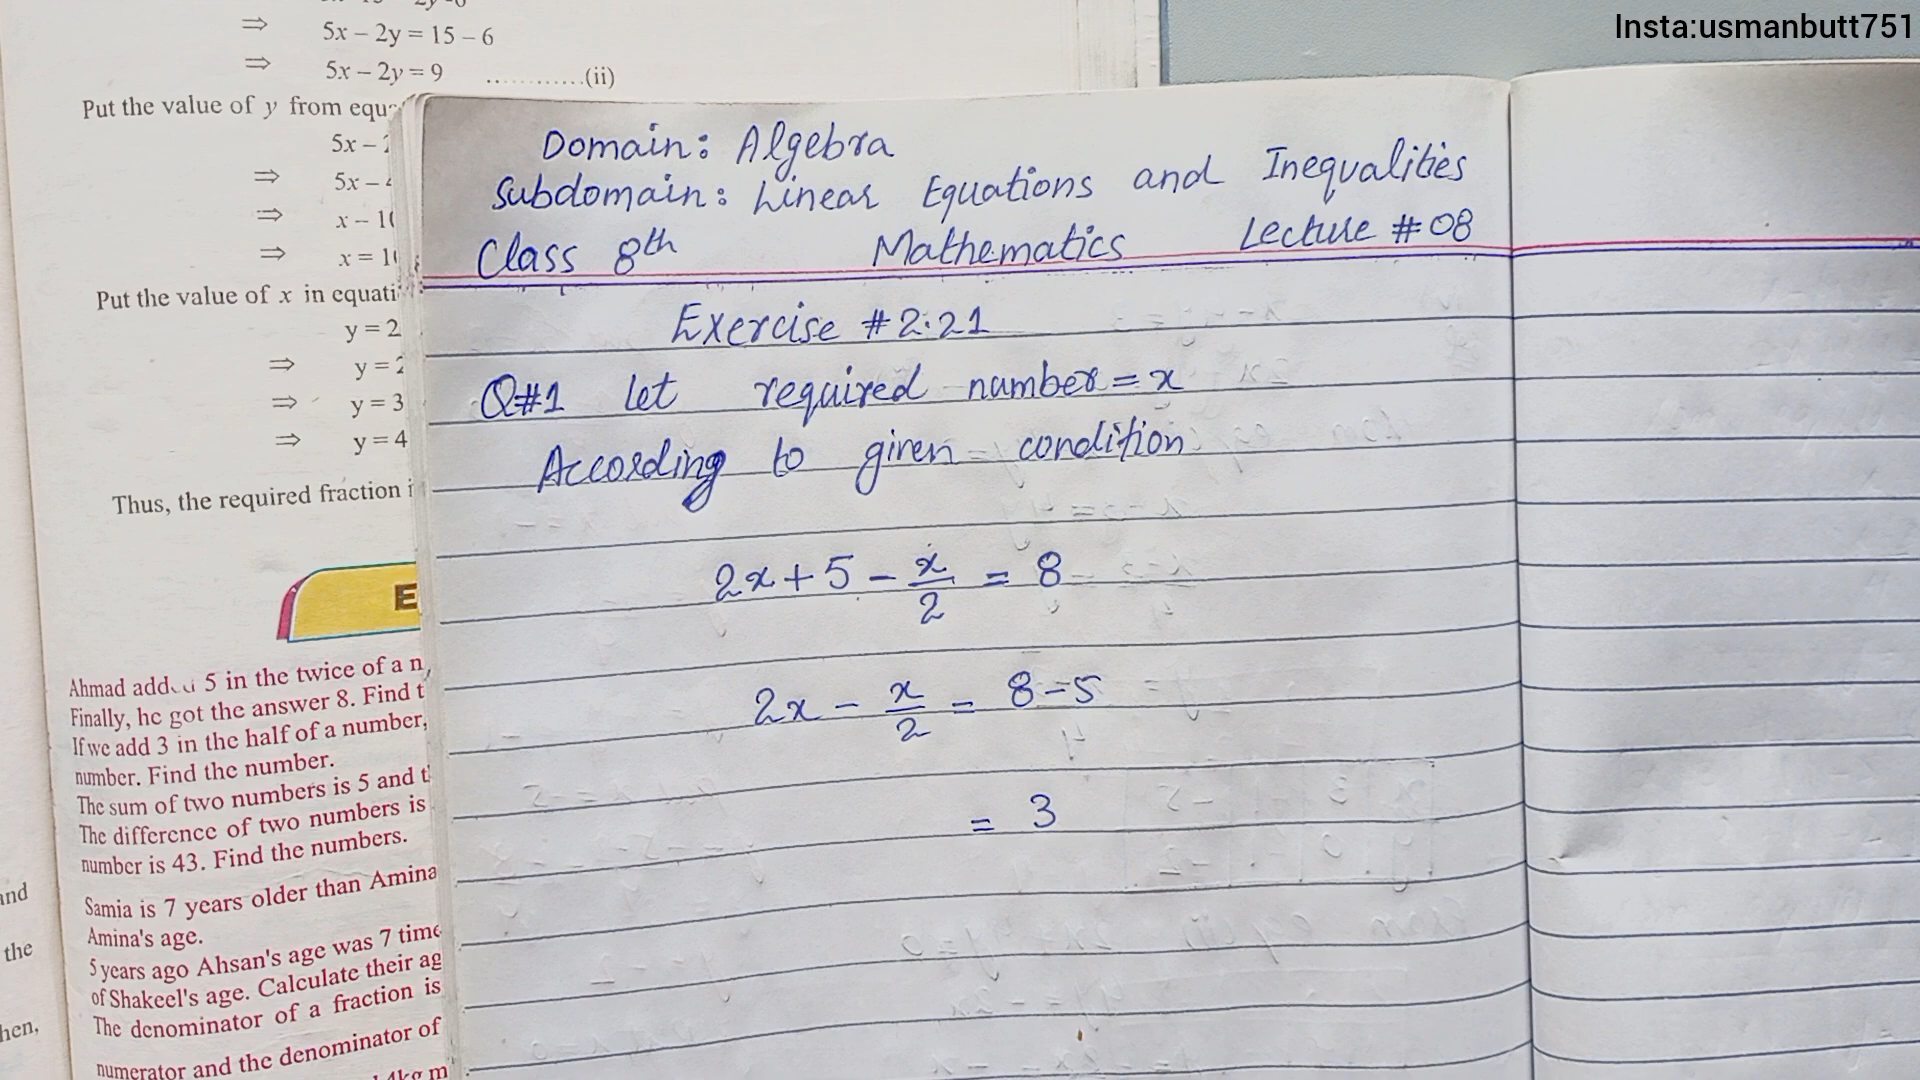 Insta:usmanbutt751
⇒ 5x – 2y = 15 – 6
⇒ 5x – 2y = 9 ............(ii)
Put the value of y from equ
5x –
⇒ 5x –
⇒ x – 10
⇒ x = 1
Put the value of x in equati
y = 2
⇒ y = 2
⇒ y = 3
⇒ y = 4
Thus, the required fraction i
E
Ahmad added 5 in the twice of a n
Finally, he got the answer 8. Find t
If we add 3 in the half of a number,
number. Find the number.
The sum of two numbers is 5 and t
The difference of two numbers is
number is 43. Find the numbers.
Samia is 7 years older than Amina
Amina's age.
5 years ago Ahsan's age was 7 time
of Shakeel's age. Calculate their ag
The denominator of a fraction is
numerator and the denominator of
4kg m
and
the
hen,
Domain: Algebra
Subdomain: Linear Equations and Inequalities
Class 8th Mathematics Lecture #08
Exercise #2.21
Q#1 Let required number = x
According to given condition
2x + 5 - x/2 = 8
2x - x/2 = 8-5
= 3